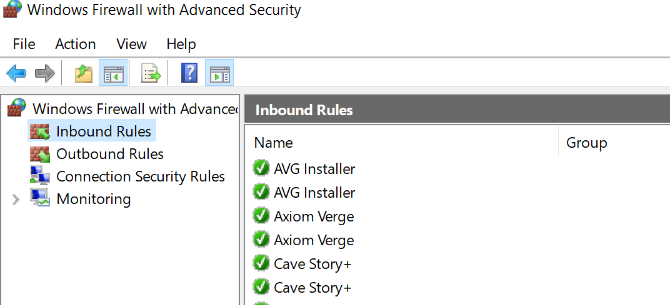 Windows Firewall with Advanced Security
File Action View Help
Windows Firewall with Advanced
Inbound Rules
Outbound Rules
Connection Security Rules
Monitoring
Inbound Rules
Name Group
AVG Installer
AVG Installer
Axiom Verge
Axiom Verge
Cave Story+
Cave Story+